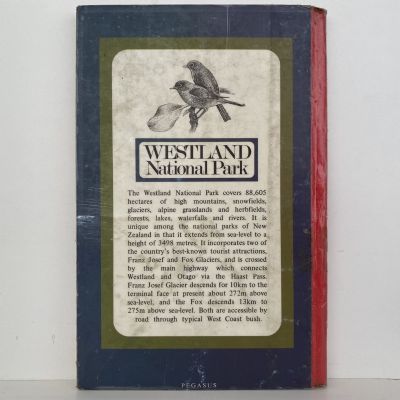 WESTLAND
National Park
The Westland National Park covers 88,605
hectares of high mountains, snowfields,
glaciers, alpine grasslands and herbfields,
forests, lakes, waterfalls and rivers. It is
unique among the national parks of New
Zealand in that it extends from sea-level to a
height of 3498 metres. It incorporates two of
the country's best-known tourist attractions,
Franz Josef and Fox Glaciers, and is crossed
by the main highway which connects
Westland and Otago via the Haast Pass.
Franz Josef Glacier descends for 10km to the
terminal face at present about 272m above
sea-level, and the Fox descends 13km to
275m above sea-level. Both are accessible by
road through typical West Coast bush.
PEGASUS